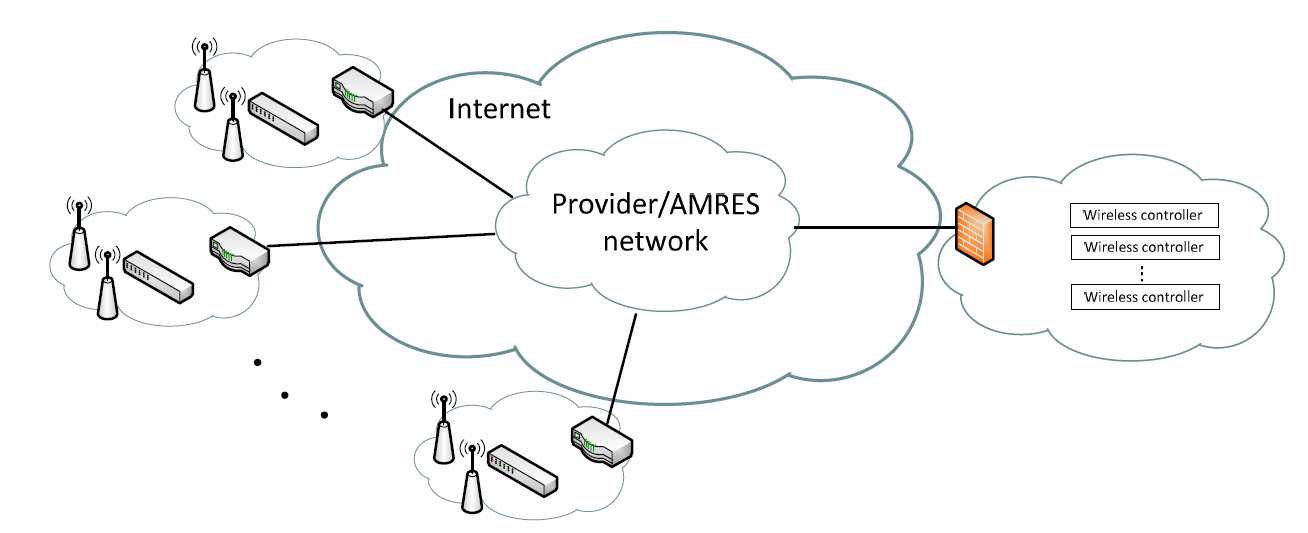 Internet
Provider/AMRES
network
Wireless controller
Wireless controller
Wireless controller